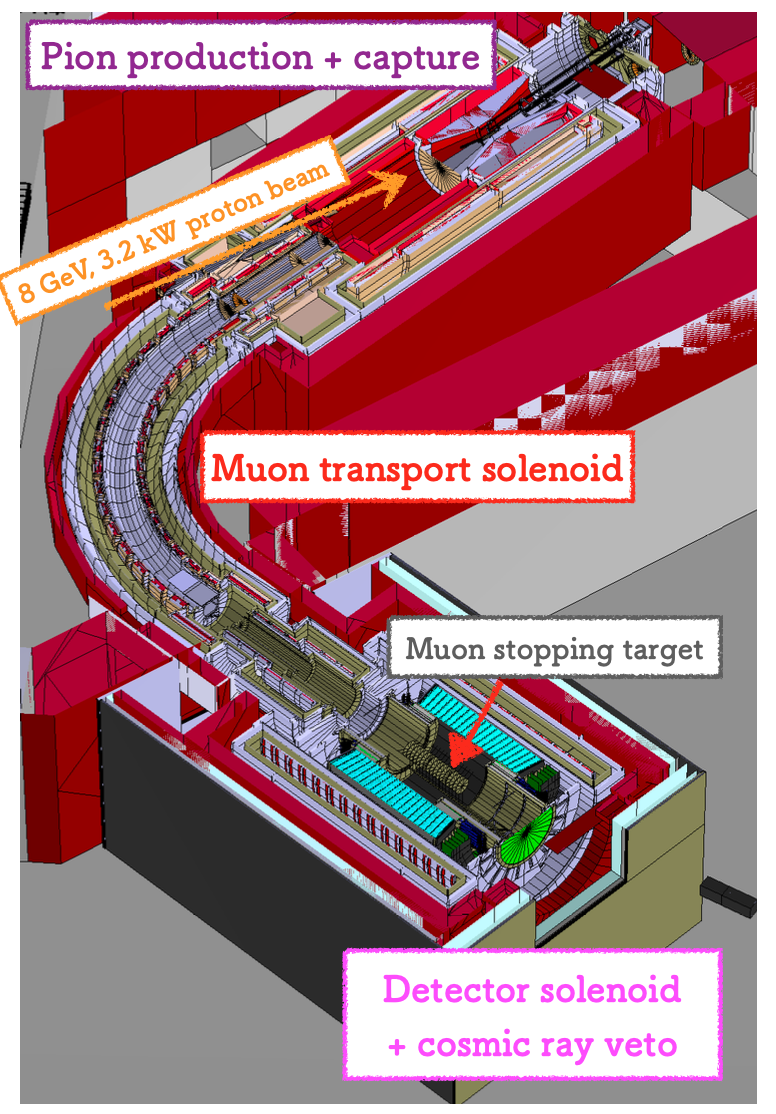 Pion production + capture
8 GeV, 3.2 kW proton beam
Muon transport solenoid
Muon stopping target
Detector solenoid
+ cosmic ray veto